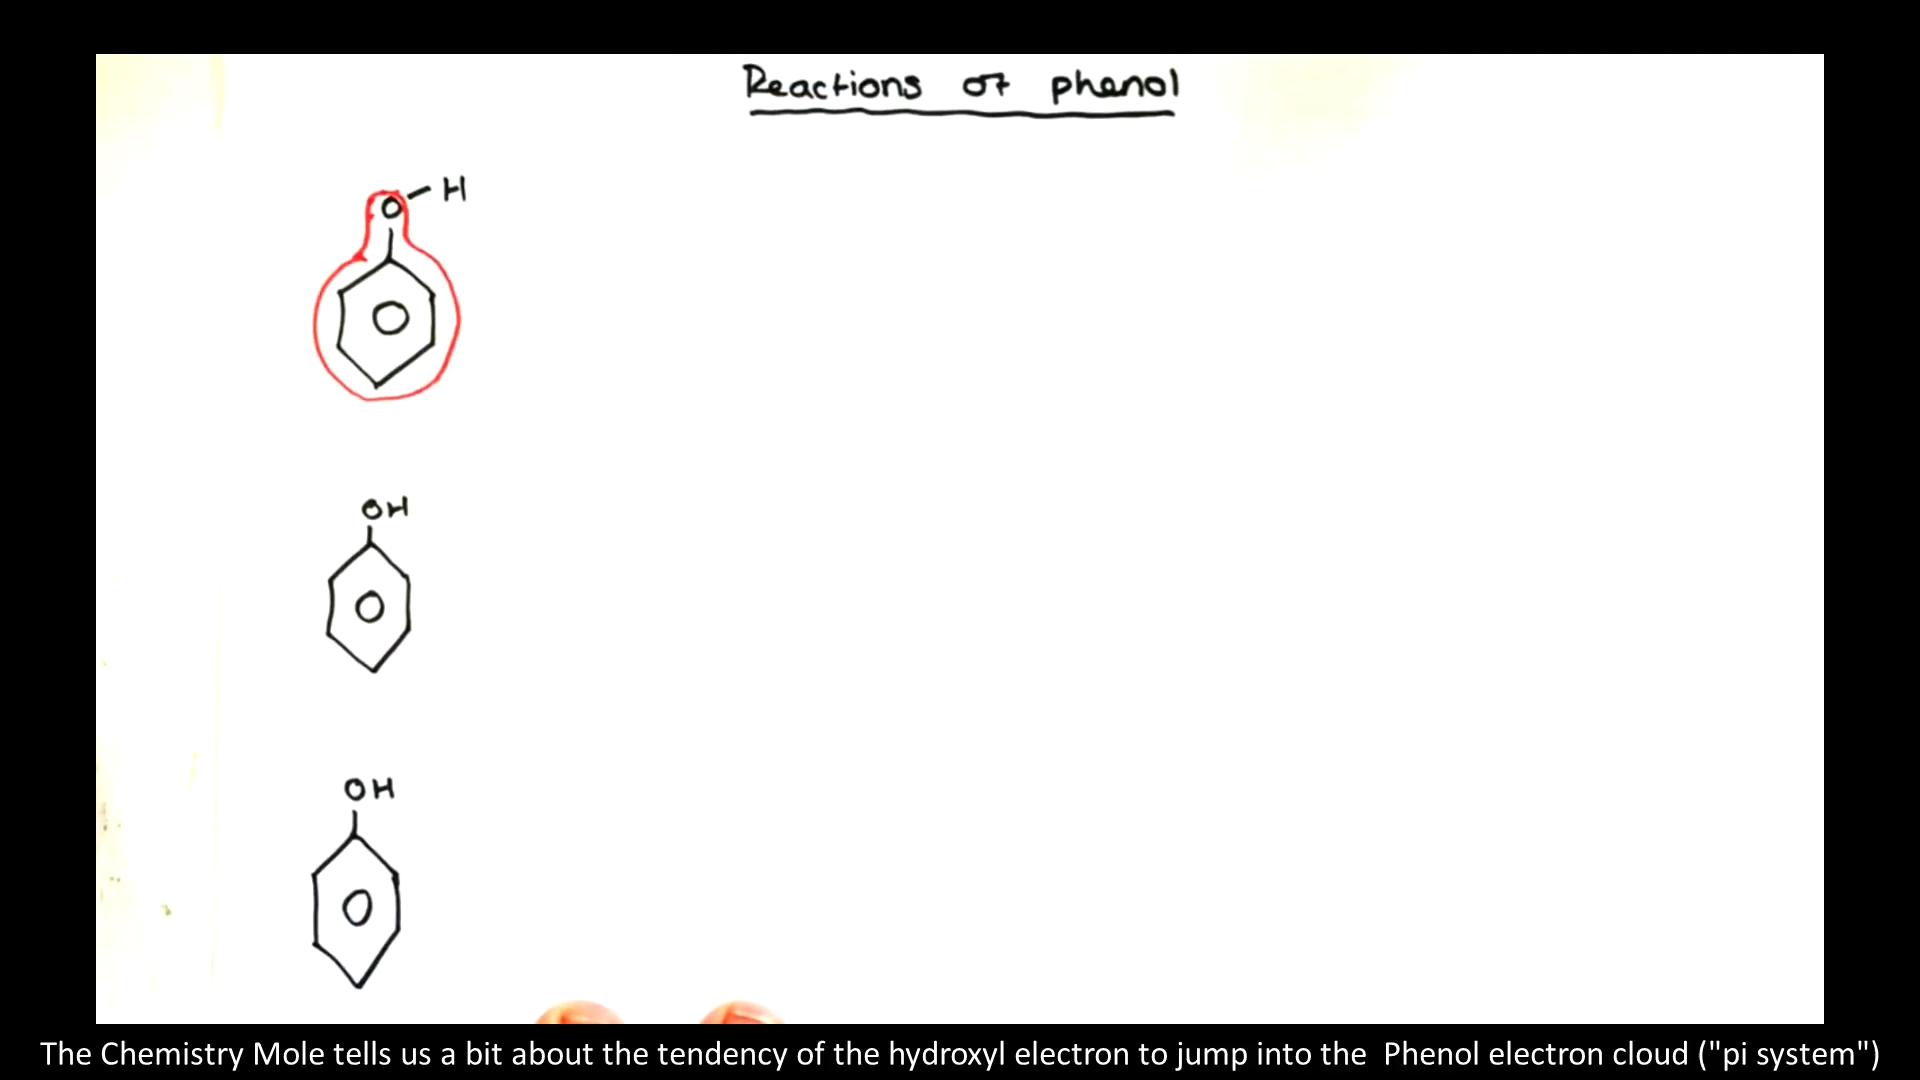 Reactions of phenol
O-H
OH
OH
The Chemistry Mole tells us a bit about the tendency of the hydroxyl electron to jump into the  Phenol electron cloud ("pi system")